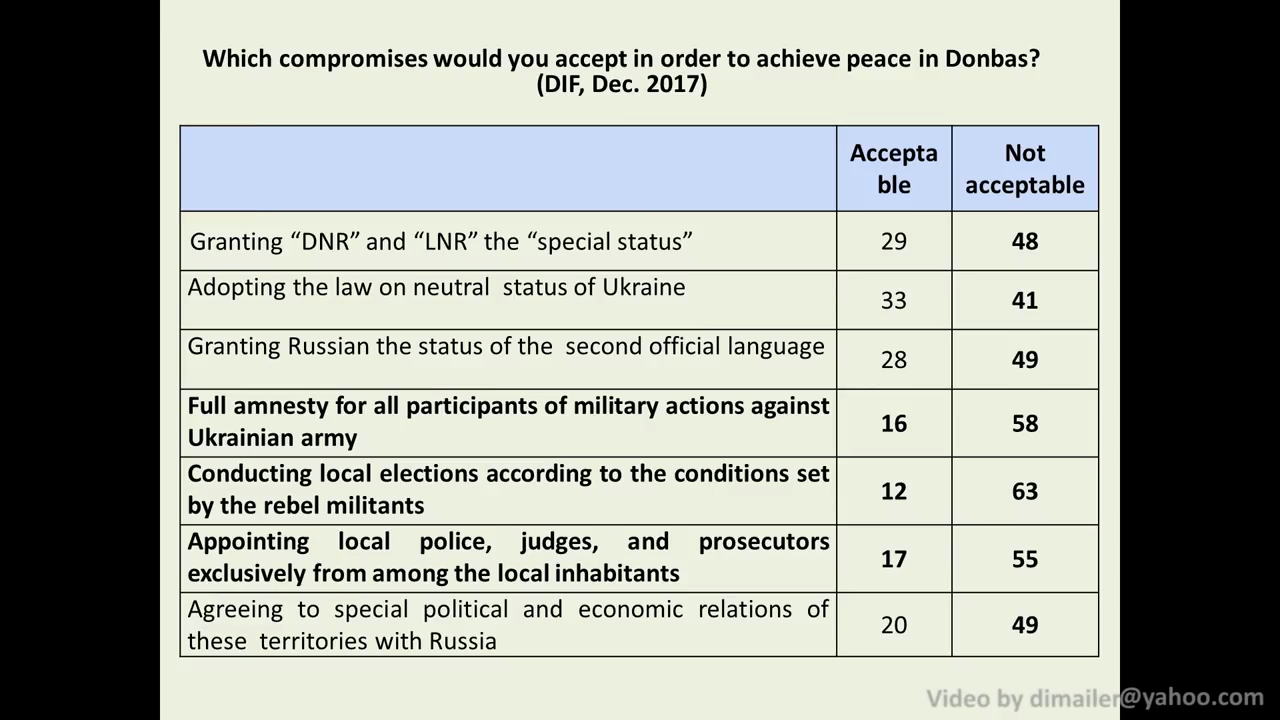 Which compromises would you accept in order to achieve peace in Donbas?
(DIF, Dec. 2017)
Accepta
ble
Not
acceptable
Granting “DNR” and “LNR” the “special status” 29 48
Adopting the law on neutral status of Ukraine 33 41
Granting Russian the status of the second official language 28 49
Full amnesty for all participants of military actions against
Ukrainian army 16 58
Conducting local elections according to the conditions set
by the rebel militants 12 63
Appointing local police, judges, and prosecutors
exclusively from among the local inhabitants 17 55
Agreeing to special political and economic relations of
these territories with Russia 20 49
Video by dimailer@yahoo.com